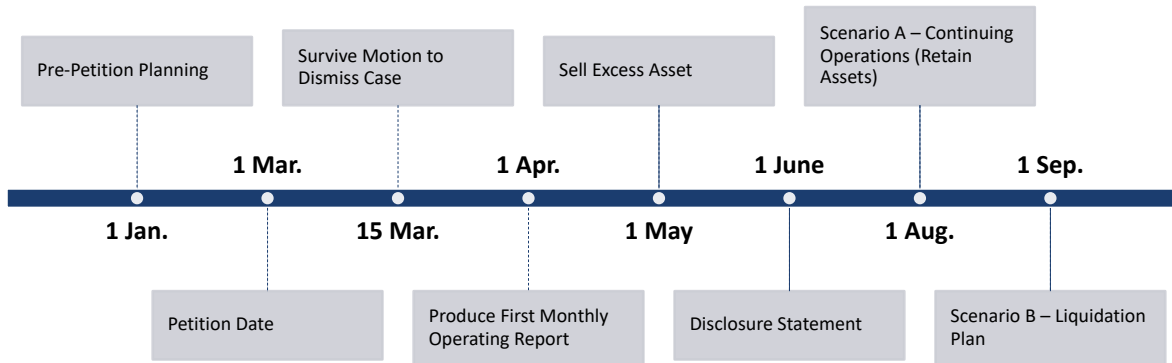 Pre-Petition Planning
Survive Motion to
Dismiss Case
Sell Excess Asset
Scenario A – Continuing
Operations (Retain
Assets)
1 Mar.
1 Apr.
1 June
1 Sep.
1 Jan.
15 Mar.
1 May
1 Aug.
Petition Date
Produce First Monthly
Operating Report
Disclosure Statement
Scenario B – Liquidation
Plan